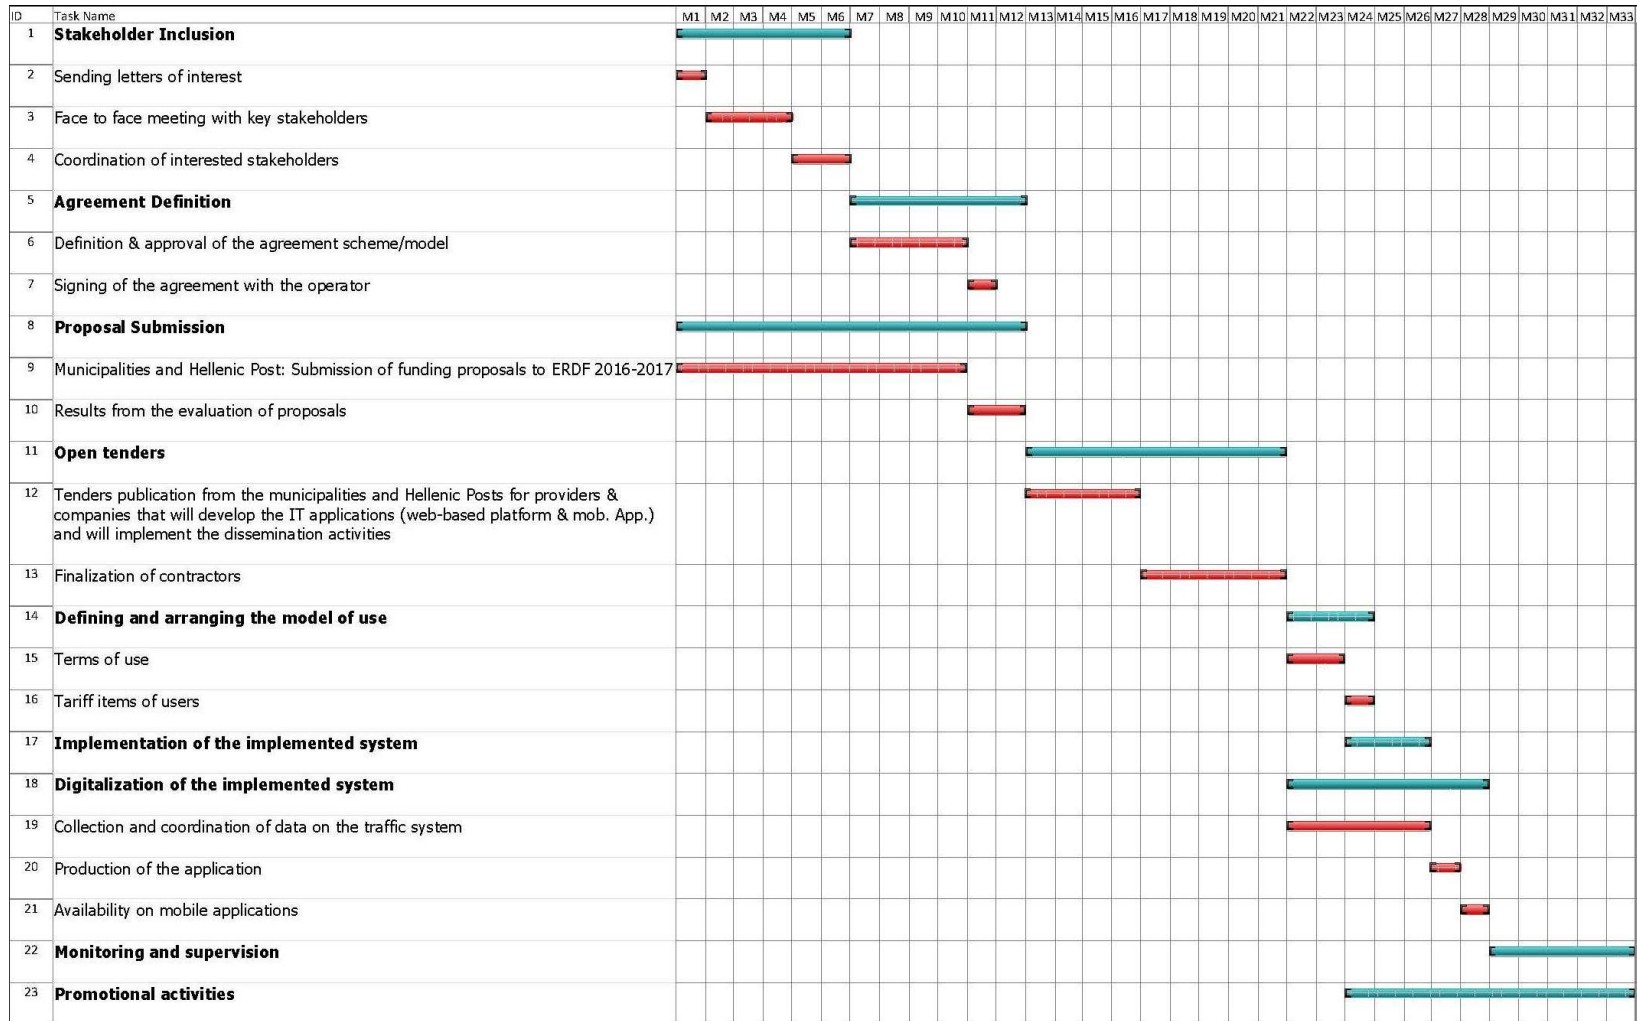 ID Task Name M1 M2 M3 M4 M5 M6 M7 M8 M9 M10 M11 M12 M13 M14 M15 M16 M17 M18 M19 M20 M21 M22 M23 M24 M25 M26 M27 M28 M29 M30 M31 M32 M33
1 Stakeholder Inclusion
2 Sending letters of interest
3 Face to face meeting with key stakeholders
4 Coordination of interested stakeholders
5 Agreement Definition
6 Definition & approval of the agreement scheme/model
7 Signing of the agreement with the operator
8 Proposal Submission
9 Municipalities and Hellenic Post: Submission of funding proposals to ERDF 2016-2017
10 Results from the evaluation of proposals
11 Open tenders
12 Tenders publication from the municipalities and Hellenic Posts for providers &
companies that will develop the IT applications (web-based platform & mob. App.)
and will implement the dissemination activities
13 Finalization of contractors
14 Defining and arranging the model of use
15 Terms of use
16 Tariff items of users
17 Implementation of the implemented system
18 Digitalization of the implemented system
19 Collection and coordination of data on the traffic system
20 Production of the application
21 Availability on mobile applications
22 Monitoring and supervision
23 Promotional activities